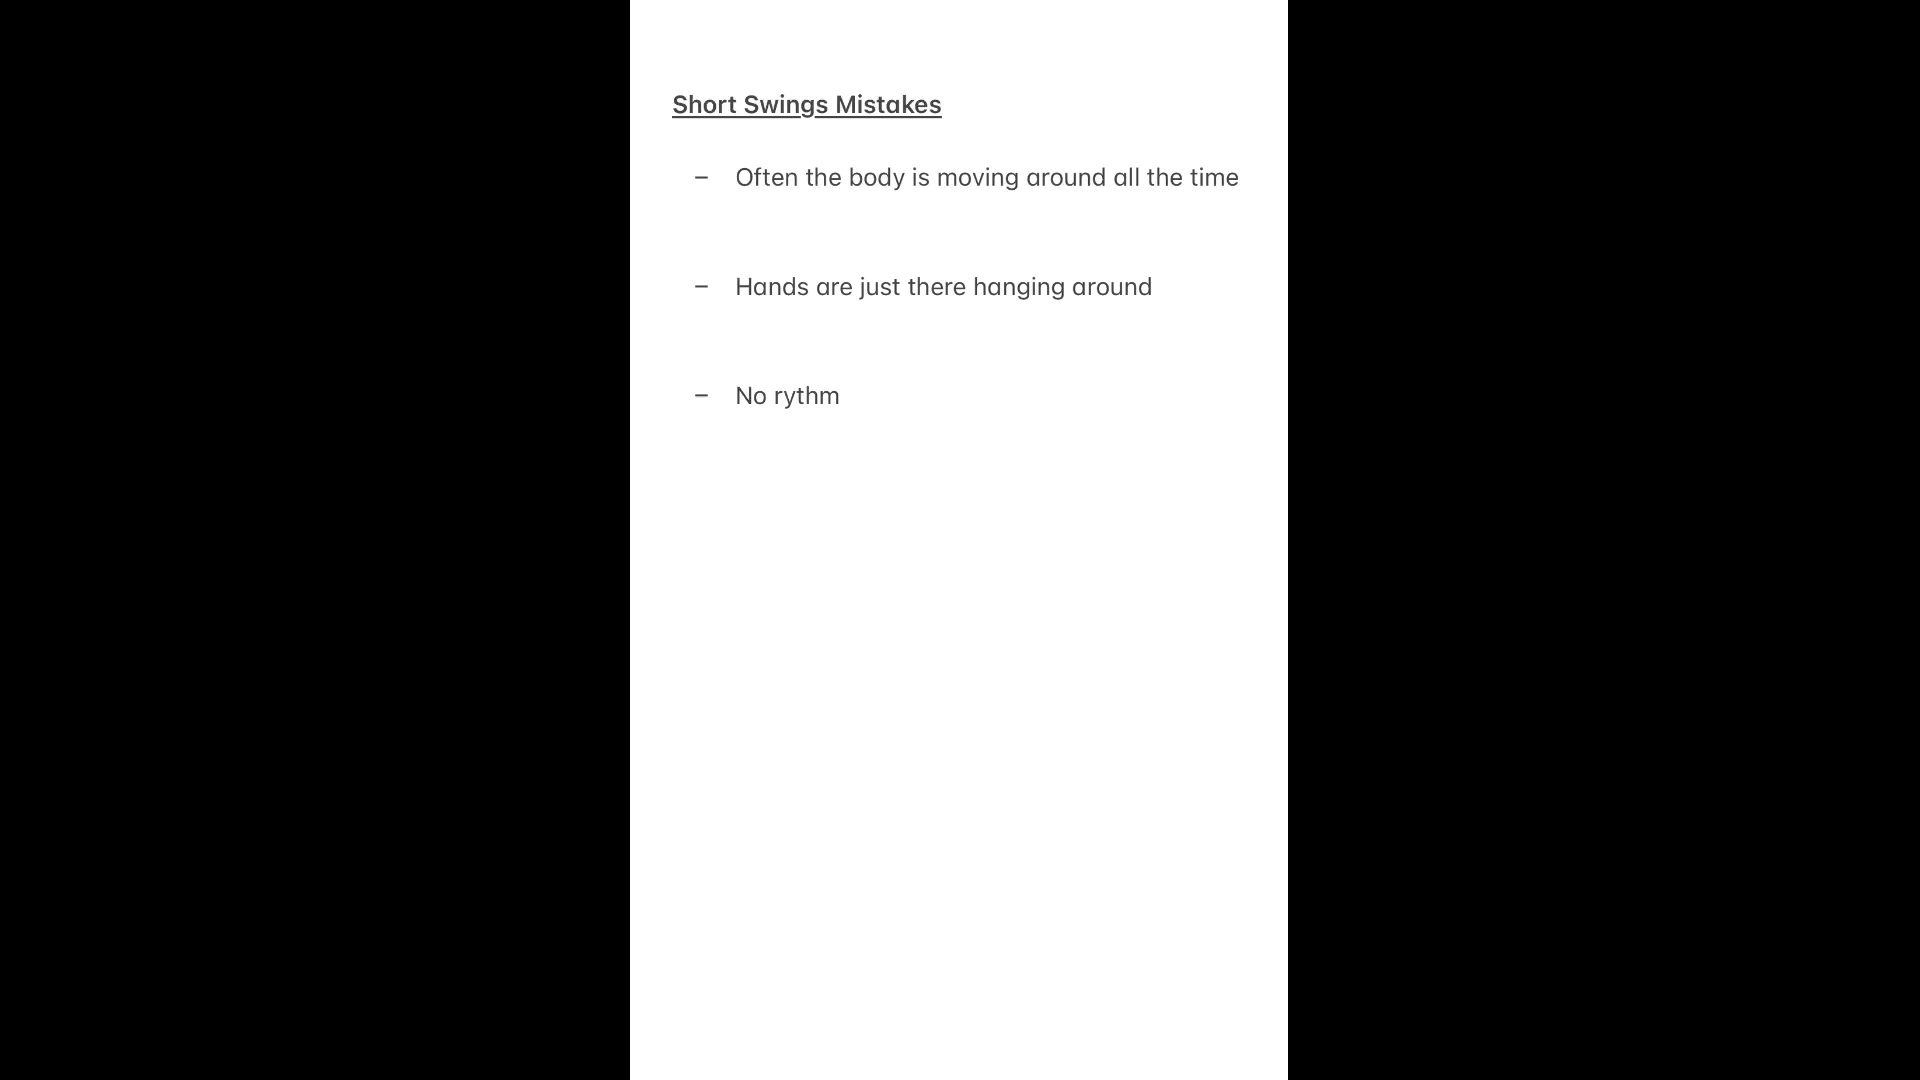 Short Swings Mistakes
– Often the body is moving around all the time
– Hands are just there hanging around
– No rythm